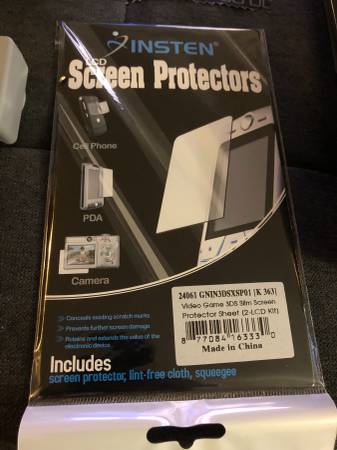 INSTEN
LCD
Screen Protectors
Cell Phone
PDA
Camera
Conceals existing scratch marks
Prevents further screen damage
Retains and extends the value of the
electronic device
24061 GNIN3DSXSP01 [K 363]
Video Game 3DS Slim Screen
Protector Sheet (2-LCD Kit)
8 77084 16333 0
Made in China
Includes
screen protector, lint-free cloth, squeegee